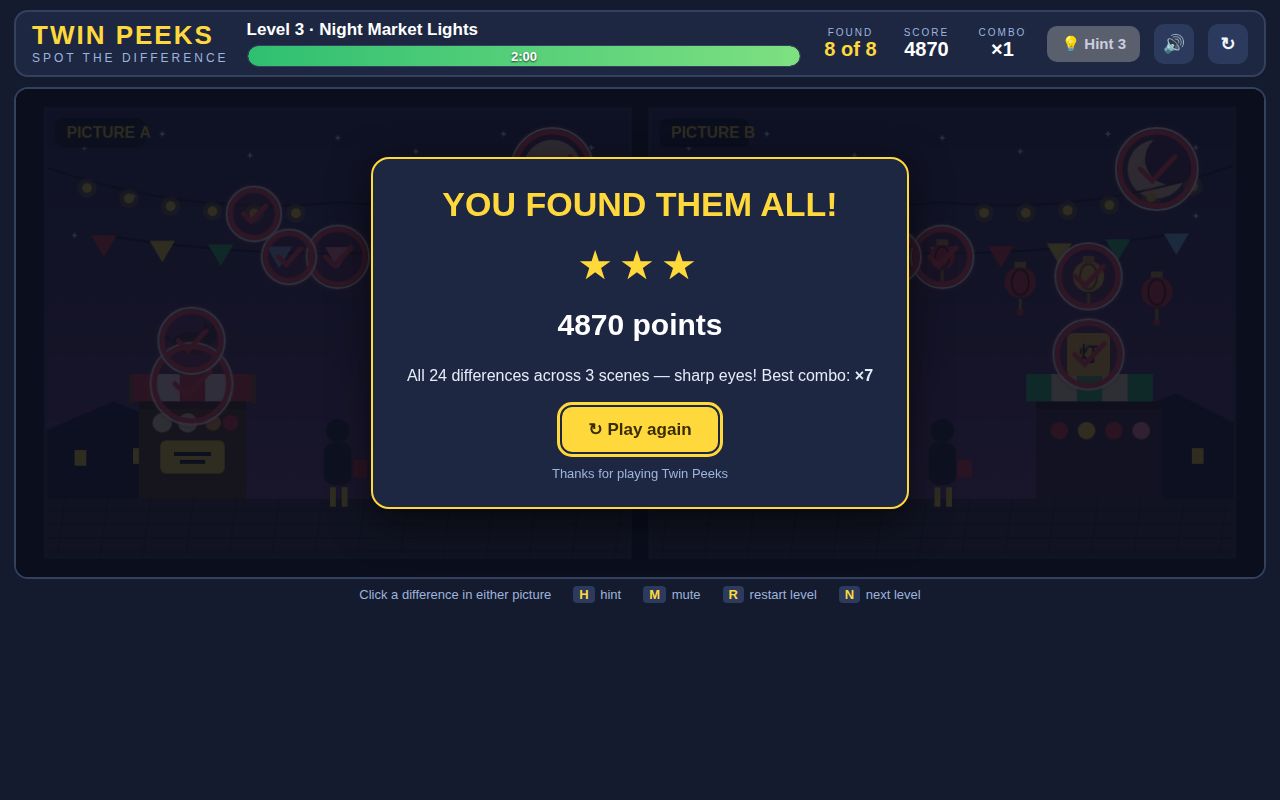 TWIN PEEKS
SPOT THE DIFFERENCE
Level 3 · Night Market Lights
2:00
FOUND
8 of 8
SCORE
4870
COMBO
×1
💡 Hint 3
PICTURE A
PICTURE B
YOU FOUND THEM ALL!
★ ★ ★
4870 points
All 24 differences across 3 scenes — sharp eyes! Best combo: ×7
↻ Play again
Thanks for playing Twin Peeks
Click a difference in either picture
H hint
M mute
R restart level
N next level